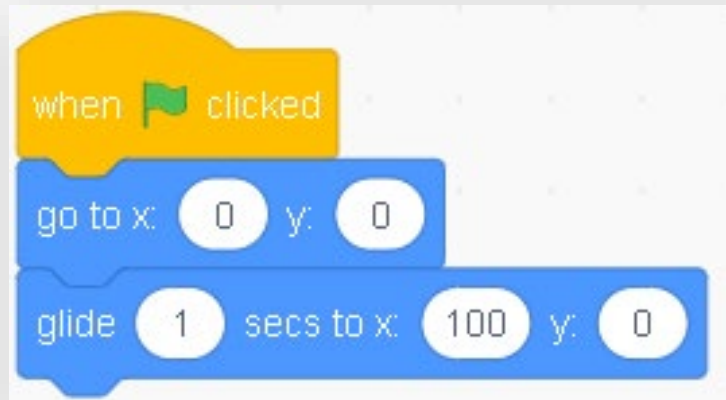 when clicked
go to x: 0 y: 0
glide 1 secs to x: 100 y: 0